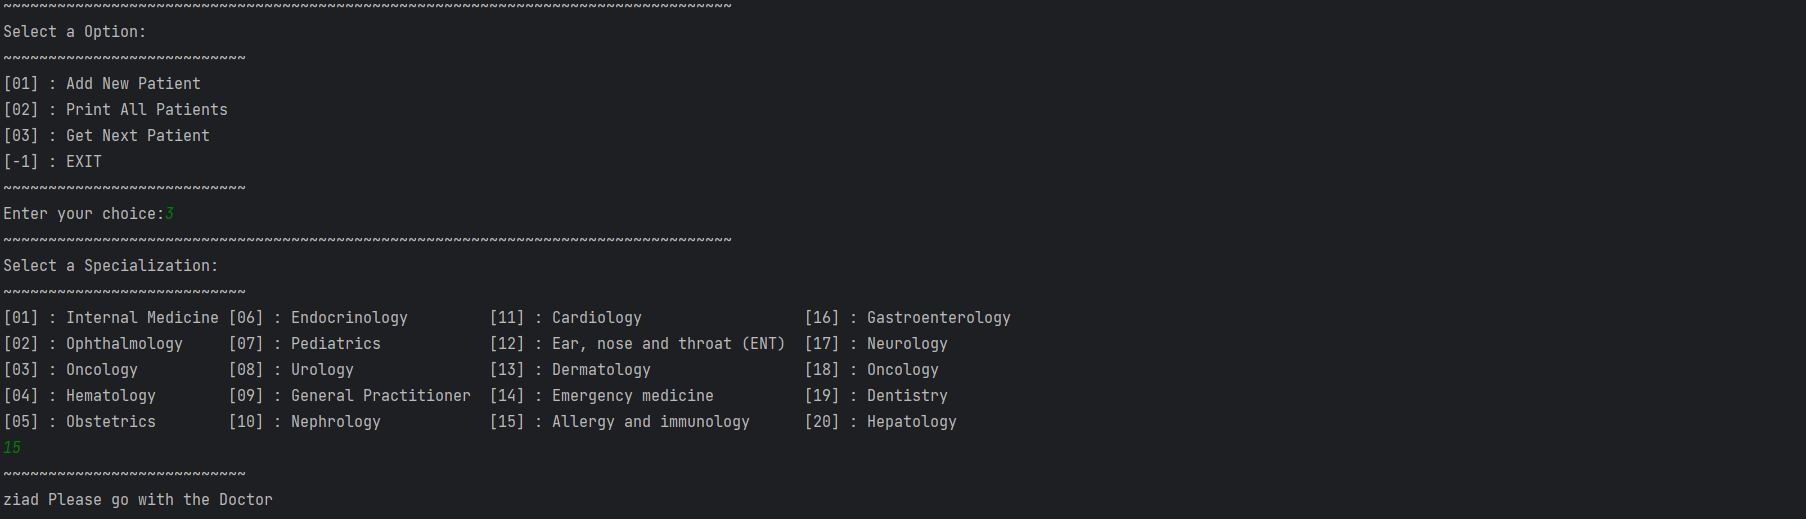 ~~~~~~~~~~~~~~~~~~~~~~~~~~~~~~~~~~~~~~~~~~~~~~~~~~~~~~~~~~~~~~~~~~~~~~~~~~~~~~~~~
Select a Option:
~~~~~~~~~~~~~~~~~~~~~~~~~~~
[01] : Add New Patient
[02] : Print All Patients
[03] : Get Next Patient
[-1] : EXIT
~~~~~~~~~~~~~~~~~~~~~~~~~~~
Enter your choice:3
~~~~~~~~~~~~~~~~~~~~~~~~~~~~~~~~~~~~~~~~~~~~~~~~~~~~~~~~~~~~~~~~~~~~~~~~~~~~~~~~~
Select a Specialization:
~~~~~~~~~~~~~~~~~~~~~~~~~~~
[01] : Internal Medicine [06] : Endocrinology         [11] : Cardiology                  [16] : Gastroenterology
[02] : Ophthalmology     [07] : Pediatrics            [12] : Ear, nose and throat (ENT)  [17] : Neurology
[03] : Oncology          [08] : Urology               [13] : Dermatology                 [18] : Oncology
[04] : Hematology        [09] : General Practitioner  [14] : Emergency medicine          [19] : Dentistry
[05] : Obstetrics        [10] : Nephrology            [15] : Allergy and immunology      [20] : Hepatology
15
~~~~~~~~~~~~~~~~~~~~~~~~~~~
ziad Please go with the Doctor